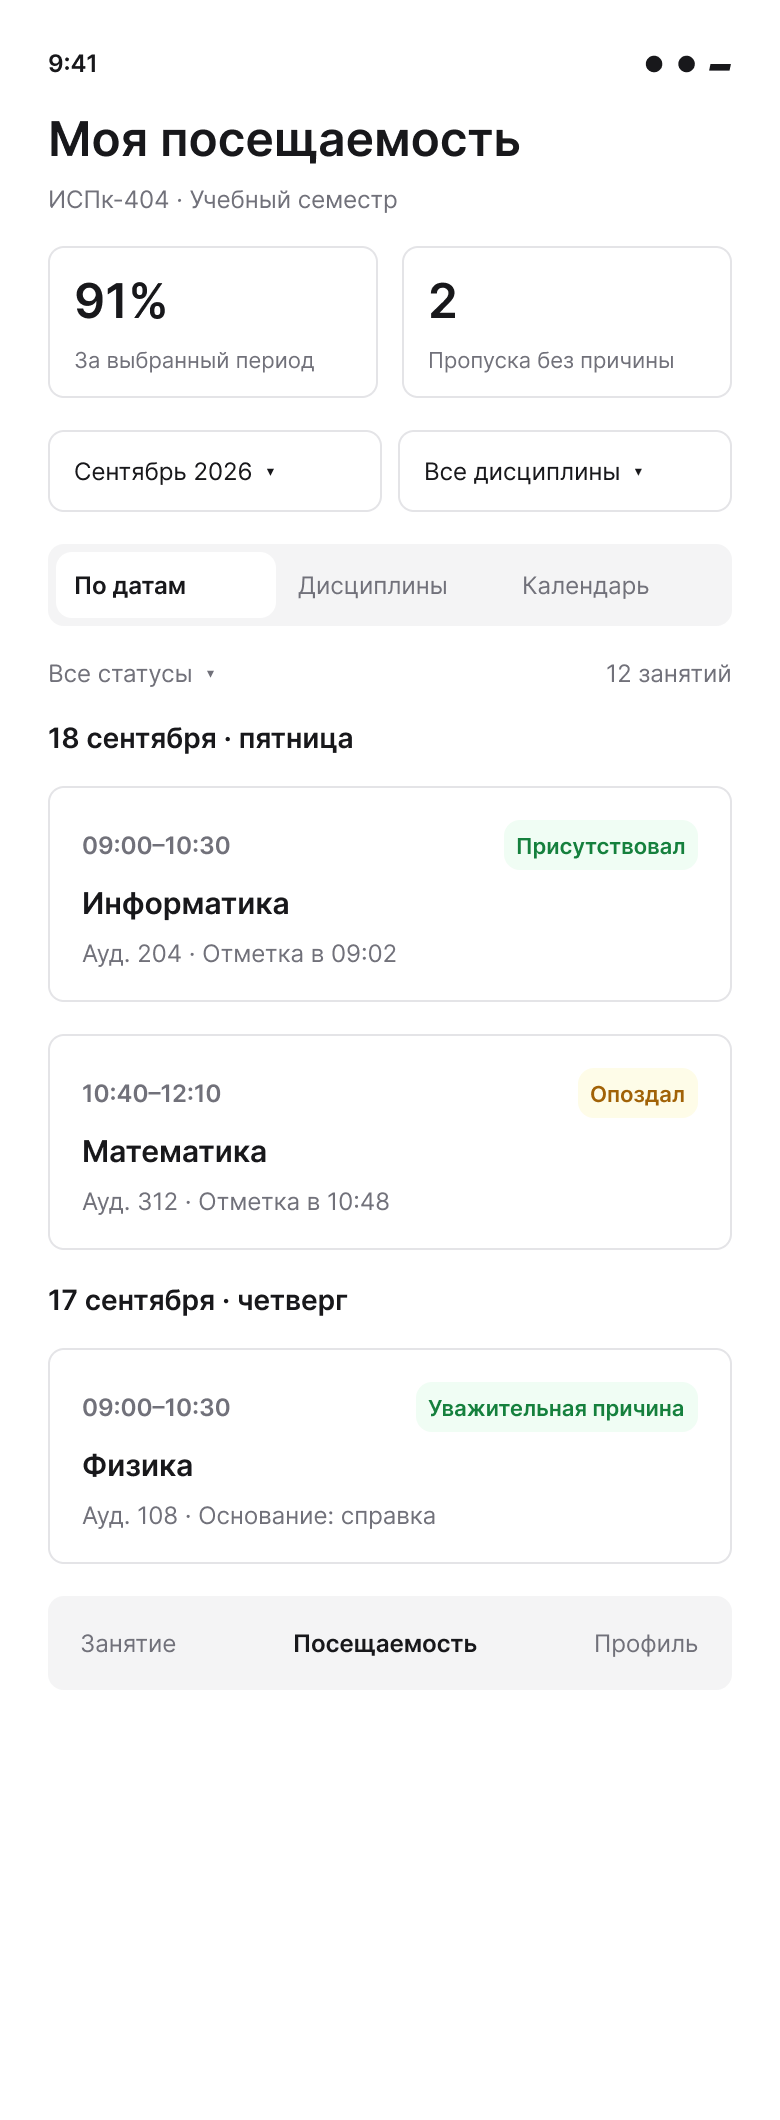 9:41
Моя посещаемость
ИСПк-404 · Учебный семестр
91%
За выбранный период
2
Пропуска без причины
Сентябрь 2026 ▾
Все дисциплины ▾
По датам
Дисциплины
Календарь
Все статусы ▾
12 занятий
18 сентября · пятница
09:00–10:30
Присутствовал
Информатика
Ауд. 204 · Отметка в 09:02
10:40–12:10
Опоздал
Математика
Ауд. 312 · Отметка в 10:48
17 сентября · четверг
09:00–10:30
Уважительная причина
Физика
Ауд. 108 · Основание: справка
Занятие
Посещаемость
Профиль